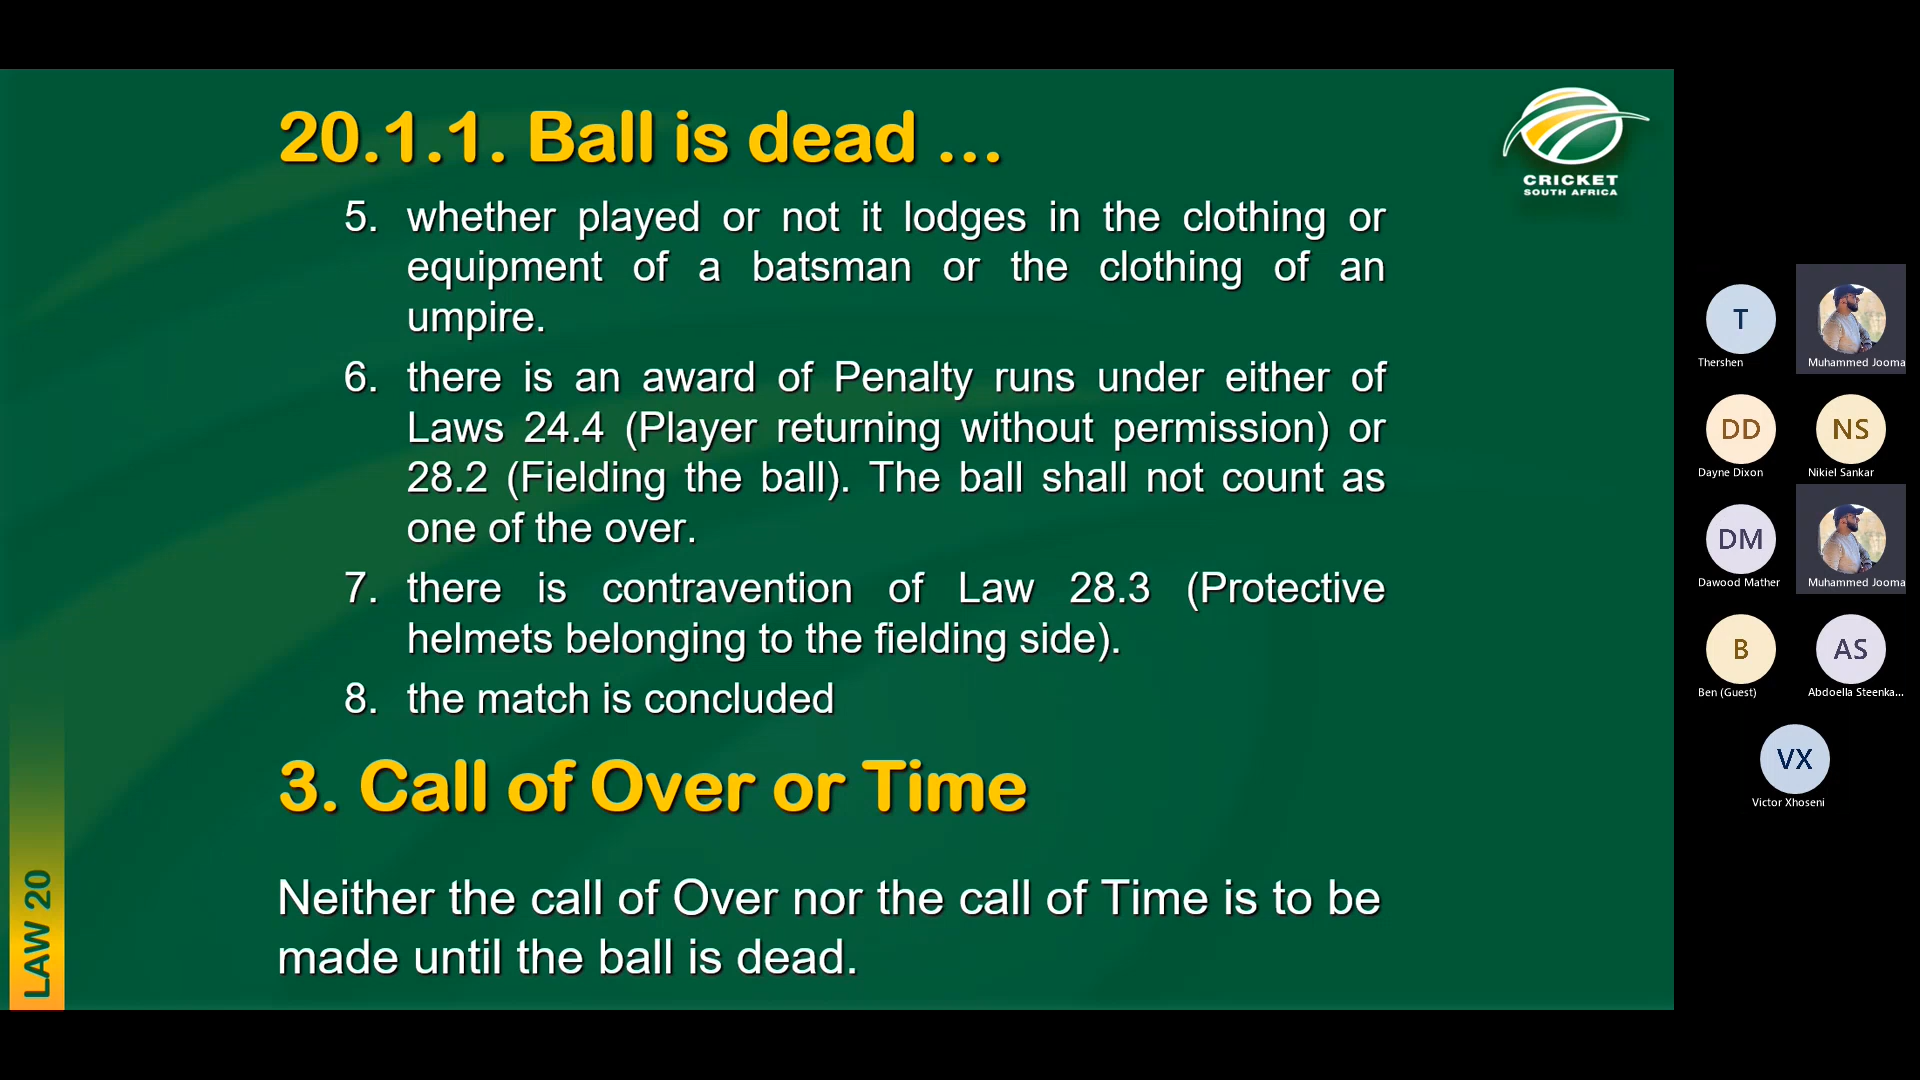 20.1.1. Ball is dead ...
CRICKET
SOUTH AFRICA
5. whether played or not it lodges in the clothing or
equipment of a batsman or the clothing of an
umpire.
6. there is an award of Penalty runs under either of
Laws 24.4 (Player returning without permission) or
28.2 (Fielding the ball). The ball shall not count as
one of the over.
7. there is contravention of Law 28.3 (Protective
helmets belonging to the fielding side).
8. the match is concluded
3. Call of Over or Time
Neither the call of Over nor the call of Time is to be
made until the ball is dead.
LAW 20
T
Thershen
Muhammed Jooma
DD
Dayne Dixon
NS
Nikiel Sankar
DM
Dawood Mather
Muhammed Jooma
B
Ben (Guest)
AS
Abdoella Steenka...
VX
Victor Xhoseni